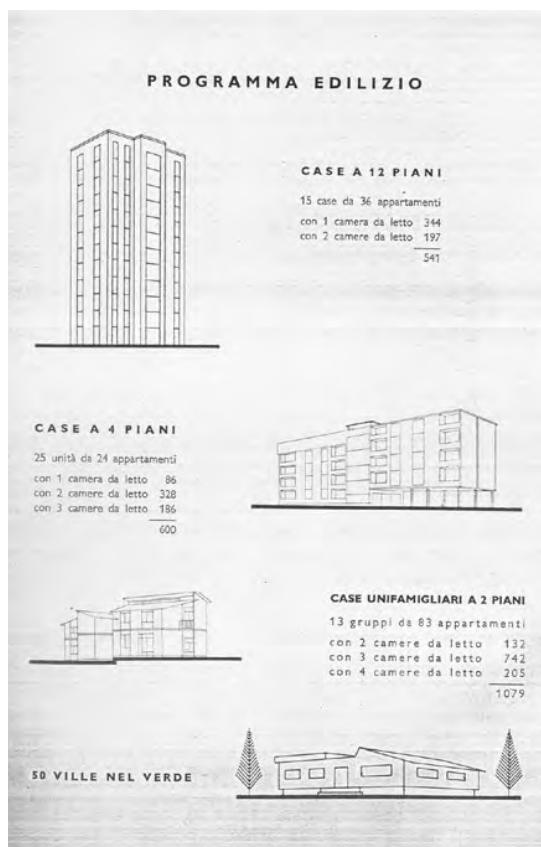 PROGRAMMA EDILIZIO
CASE A 12 PIANI
15 case da 36 appartamenti
con 1 camera da letto 344
con 2 camere da letto 197
541
CASE A 4 PIANI
25 unità da 24 appartamenti
con 1 camera da letto 86
con 2 camere da letto 328
con 3 camere da letto 186
600
CASE UNIFAMIGLIARI A 2 PIANI
13 gruppi da 83 appartamenti
con 2 camere da letto 132
con 3 camere da letto 742
con 4 camere da letto 205
1079
50 VILLE NEL VERDE